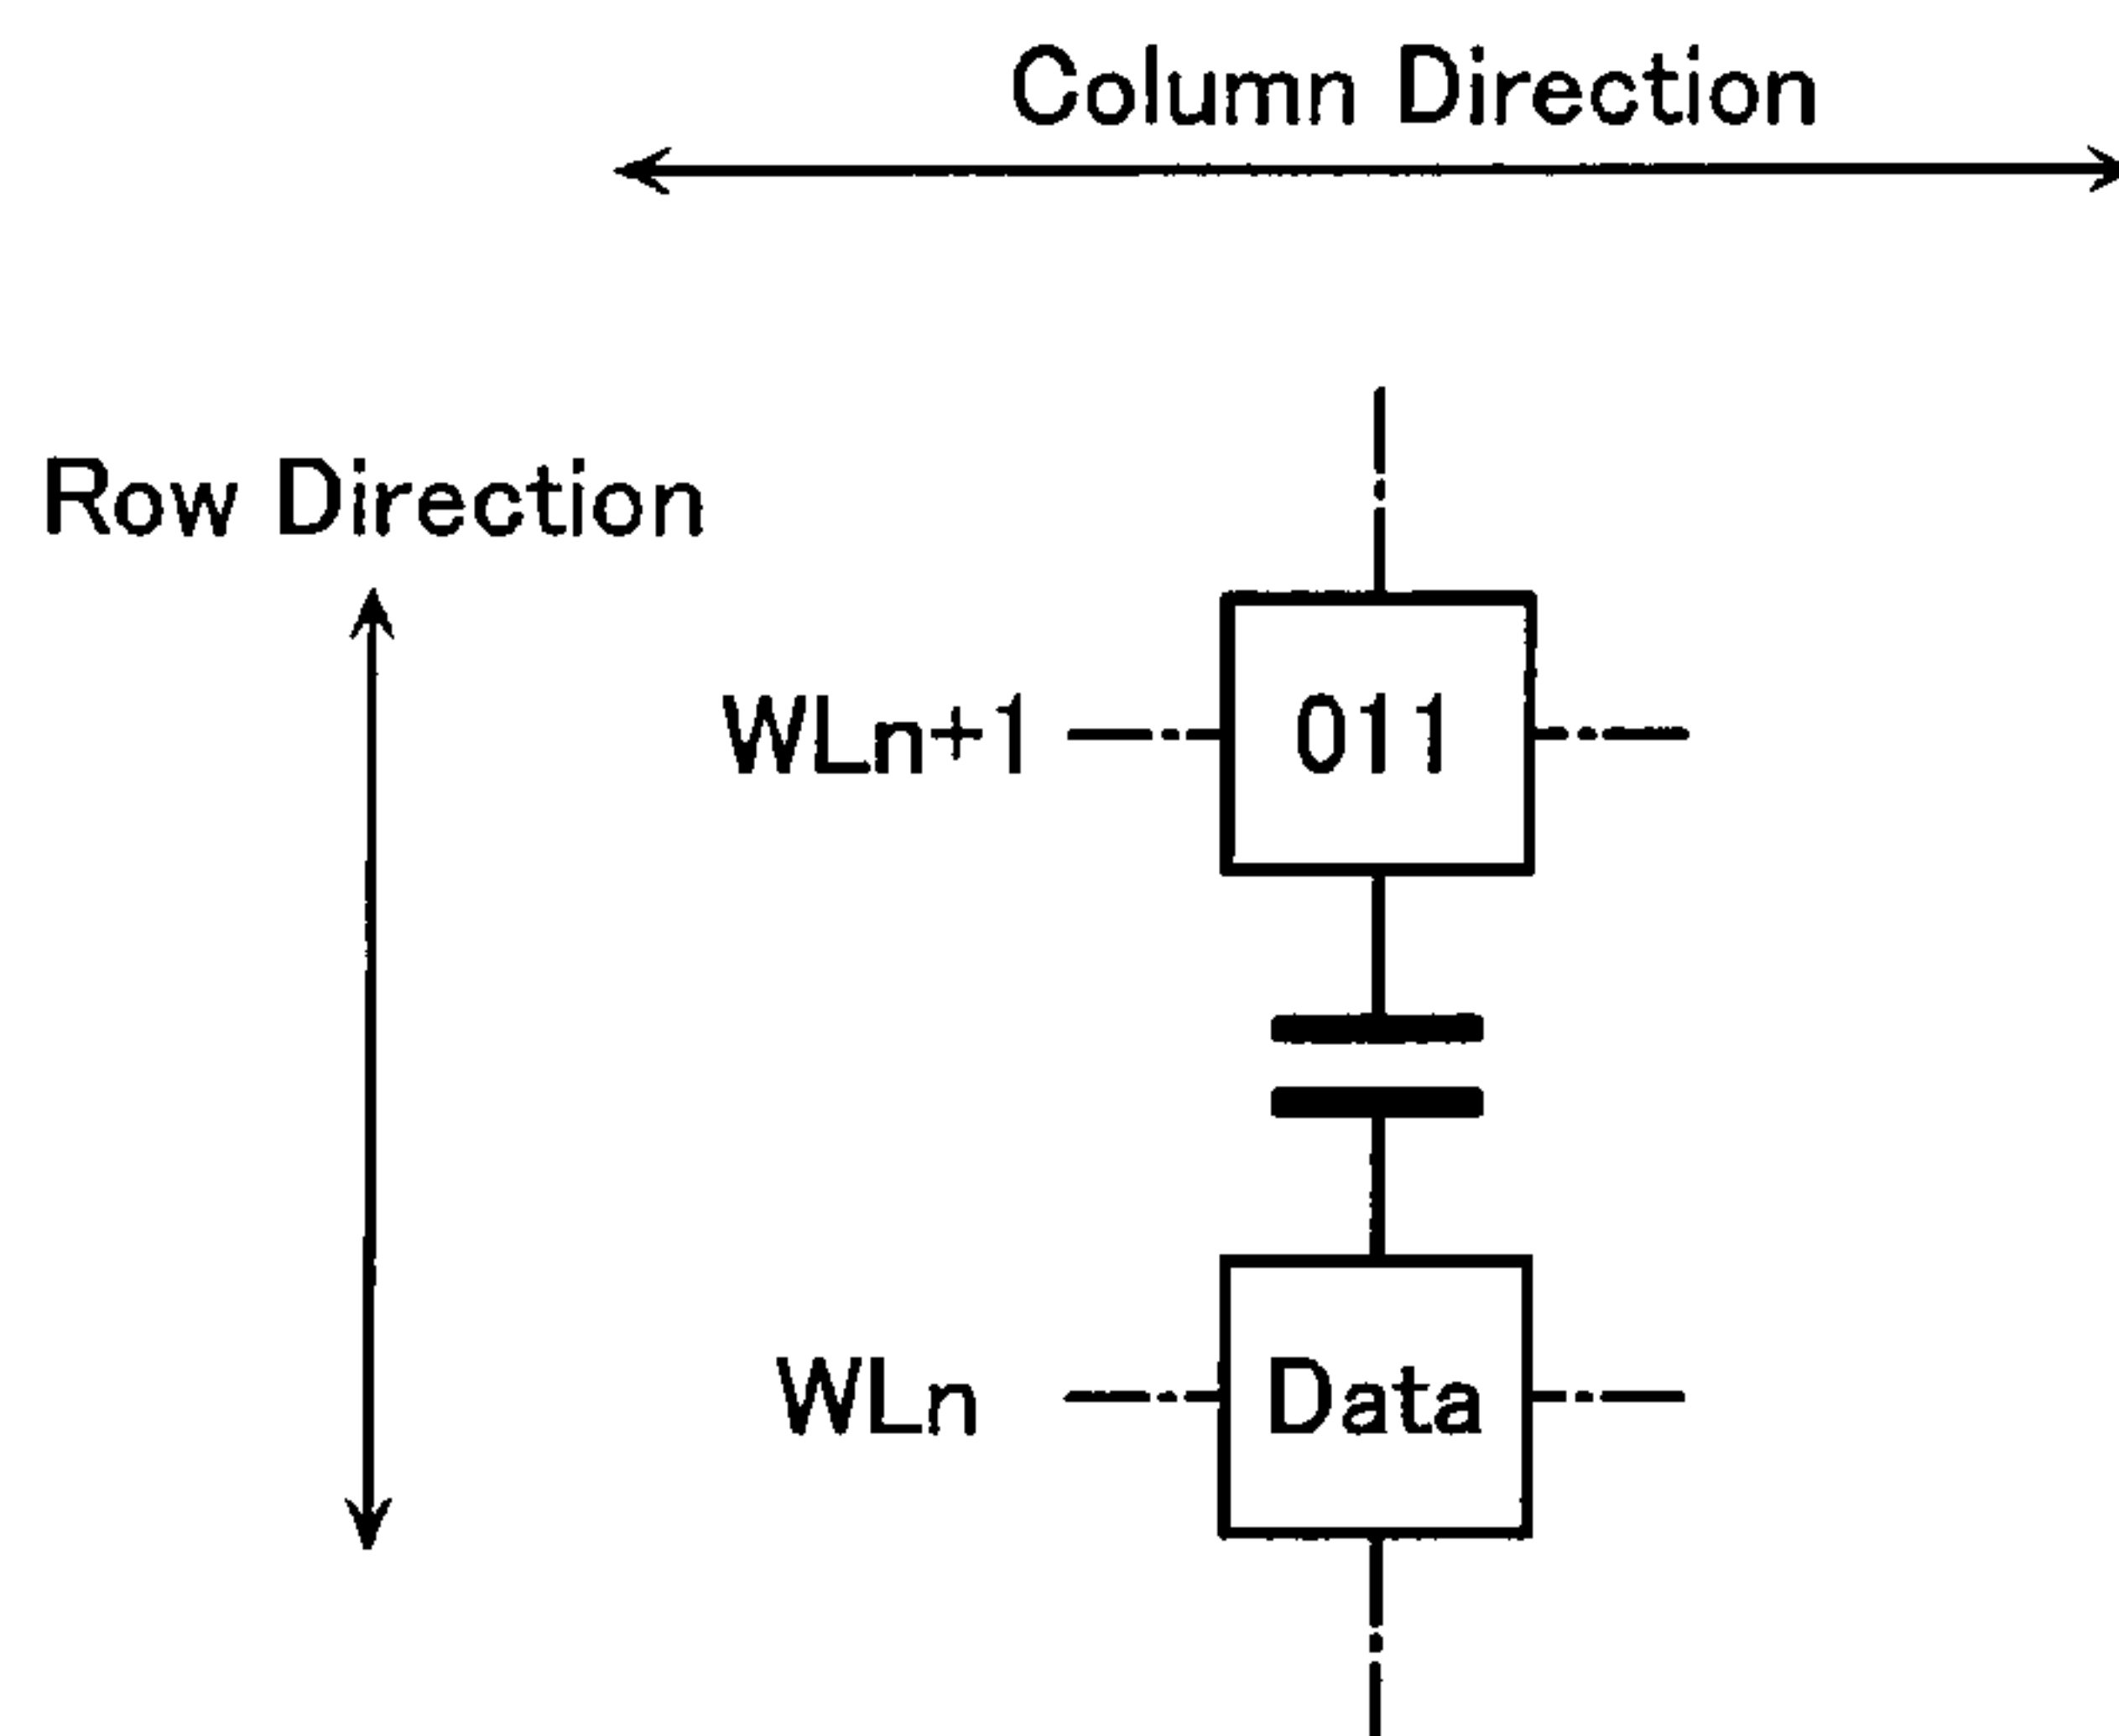 Column Direction
Row Direction
WLn+1
011
WLn
Data